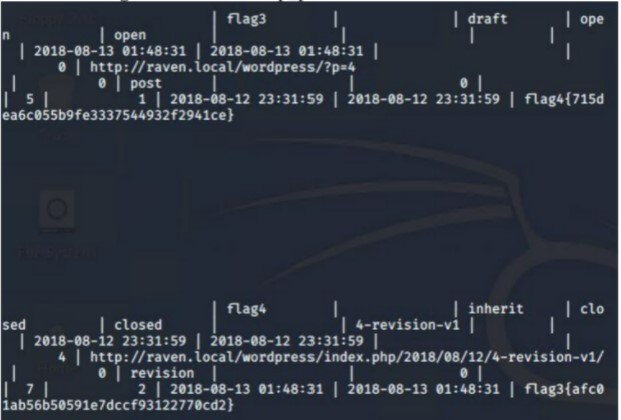 | flag3 | | draft | ope
n | open | | | |
| 2018-08-13 01:48:31 | 2018-08-13 01:48:31 | |
0 | http://raven.local/wordpress/?p=4
| 0 | post | 0 |
| 5 | 1 | 2018-08-12 23:31:59 | 2018-08-12 23:31:59 | flag4{715d
ea6c055b9fe3337544932f2941ce}
| flag4 | | inherit | clo
sed | closed | | 4-revision-v1 | |
| 2018-08-12 23:31:59 | 2018-08-12 23:31:59 | |
4 | http://raven.local/wordpress/index.php/2018/08/12/4-revision-v1/
| 0 | revision | 0 |
| 7 | 2 | 2018-08-13 01:48:31 | 2018-08-13 01:48:31 | flag3{afc0
1ab56b50591e7dccf93122770cd2}